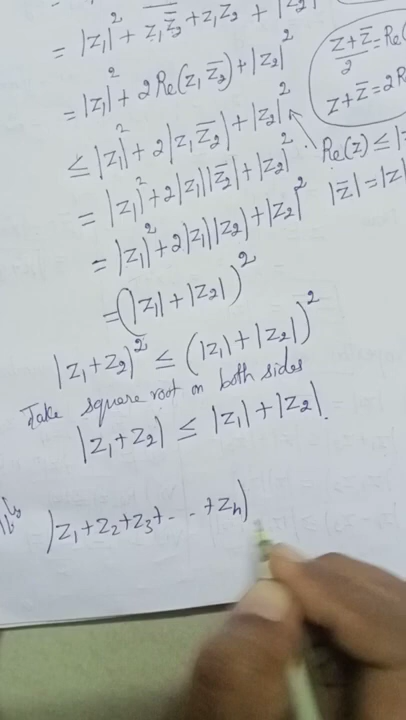 = |z₁|² + z₁z̅₂ + z̅₁z₂ + |z₂|²
= |z₁|² + 2Re(z₁z̅₂) + |z₂|²
z+z̅/2 = Re(
z+z̅ = 2R
≤ |z₁|² + 2|z₁z̅₂| + |z₂|²
Re(z) ≤ |z
= |z₁|² + 2|z₁||z̅₂| + |z₂|²
|z̅| = |z|
= |z₁|² + 2|z₁||z₂| + |z₂|²
= (|z₁| + |z₂|)²
|z₁+z₂|² ≤ (|z₁| + |z₂|)²
Take square root on both sides
|z₁+z₂| ≤ |z₁| + |z₂|.
|z₁+z₂+z₃+- - +zₙ|